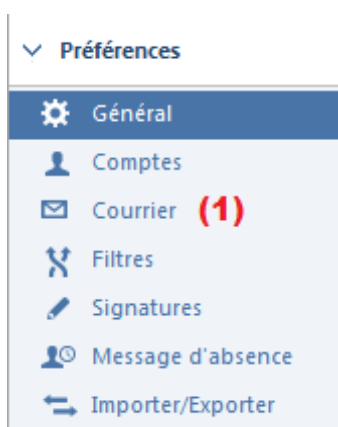 Préférences
Général
Comptes
Courrier (1)
Filtres
Signatures
Message d'absence
Importer/Exporter